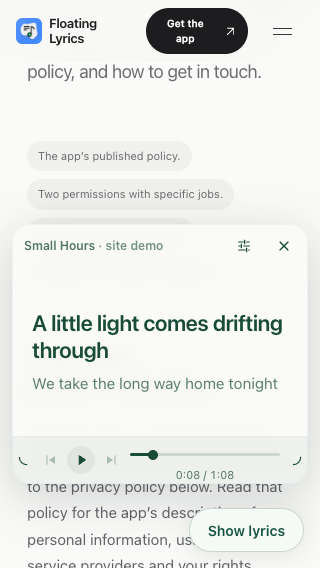 Floating
Lyrics
Get the
app
policy, and how to get in touch.
The app's published policy.
Two permissions with specific jobs.
Small Hours · site demo
A little light comes drifting
through
We take the long way home tonight
0:08 / 1:08
to the privacy policy below. Read that
policy for the app's
Show lyrics
personal information,
service providers and your rights